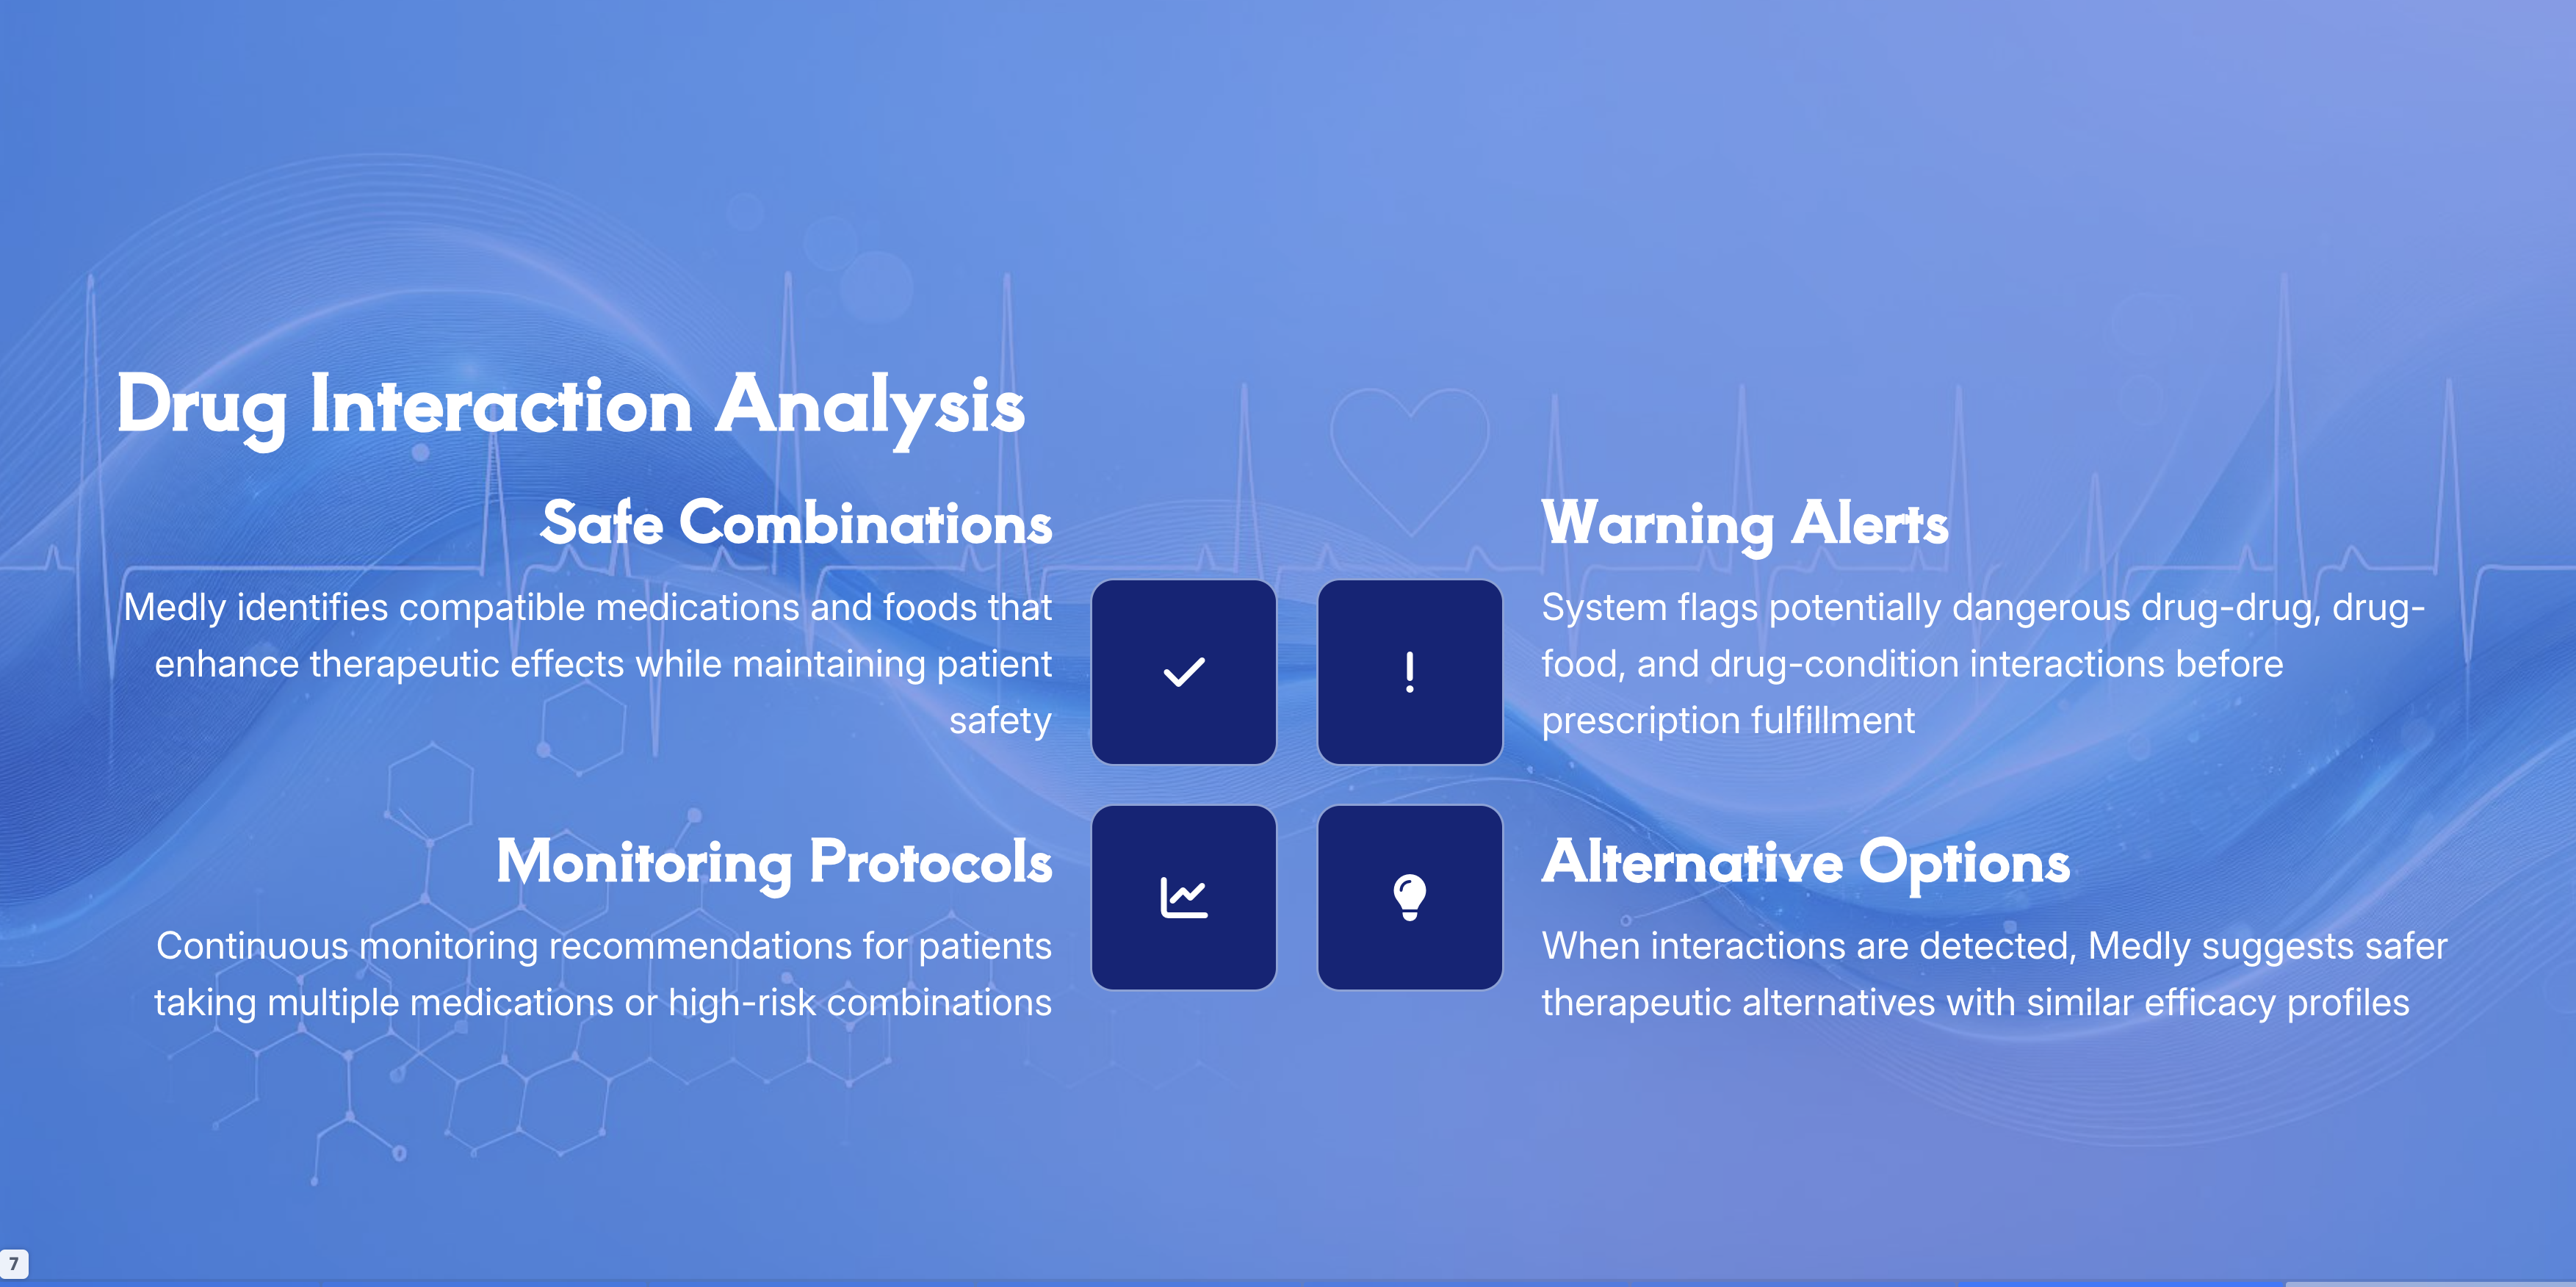 Drug Interaction Analysis
Safe Combinations
Medly identifies compatible medications and foods that
enhance therapeutic effects while maintaining patient
safety
Warning Alerts
System flags potentially dangerous drug-drug, drug-
food, and drug-condition interactions before
prescription fulfillment
Monitoring Protocols
Continuous monitoring recommendations for patients
taking multiple medications or high-risk combinations
Alternative Options
When interactions are detected, Medly suggests safer
therapeutic alternatives with similar efficacy profiles
7